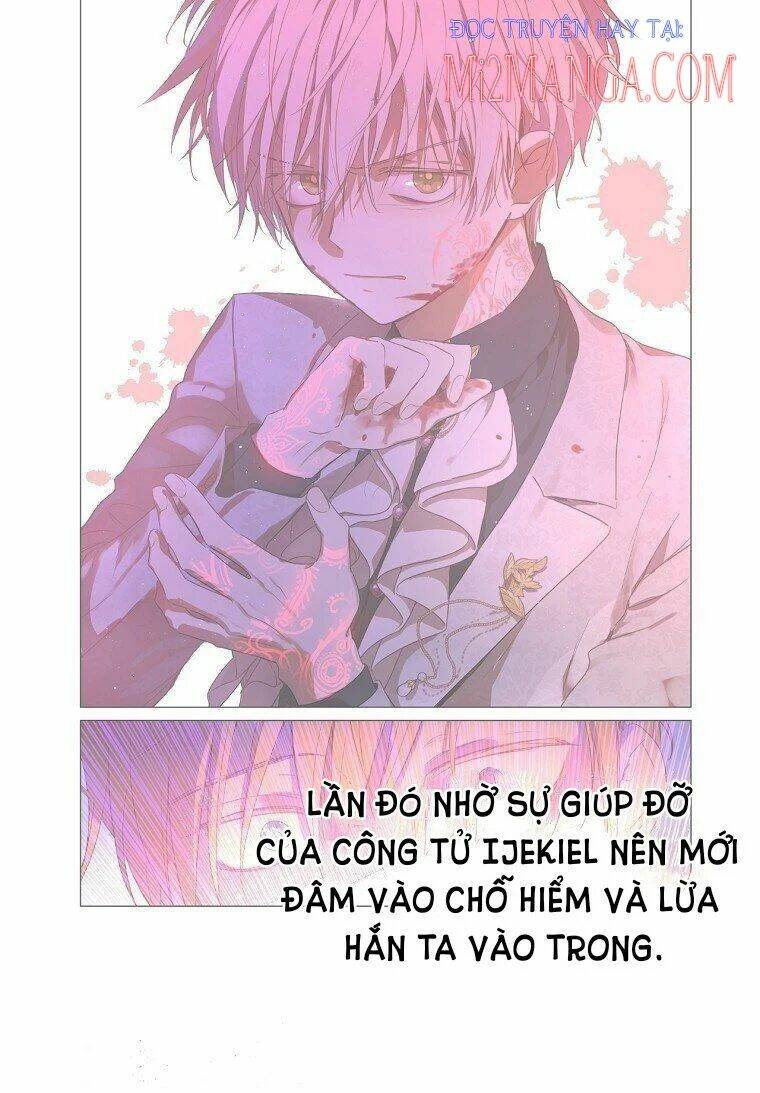 ĐỌC TRUYỆN HAY TẠI:
MI2MANGA.COM
LẦN ĐÓ NHỜ SỰ GIÚP ĐỠ
CỦA CÔNG TỬ IJEKIEL NÊN MỚI
ĐÂM VÀO CHỖ HIỂM VÀ LỪA
HẮN TA VÀO TRONG.